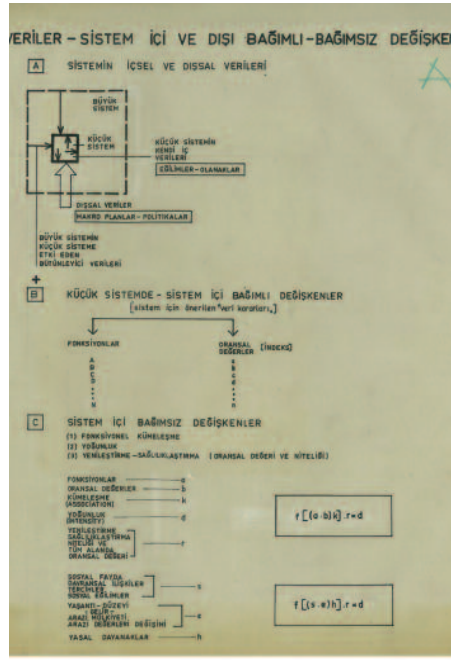 VERİLER - SİSTEM İÇİ VE DIŞI BAĞIMLI-BAĞIMSIZ DEĞİŞKE
A SİSTEMİN İÇSEL VE DIŞSAL VERİLERİ
BÜYÜK
SİSTEM
KÜÇÜK
SİSTEM
KÜÇÜK SİSTEMİN
KENDİ İÇ
VERİLERİ
EĞİLİMLER-OLANAKLAR
DIŞSAL VERİLER
MAKRO PLANLAR-POLİTİKALAR
BÜYÜK SİSTEMİN
KÜÇÜK SİSTEME
ETKİ EDEN
BÜTÜNLEYİCİ VERİLERİ
+
B KÜÇÜK SİSTEMDE - SİSTEM İÇİ BAĞIMLI DEĞİŞKENLER
[sistem için önerilen "veri kararları,,]
FONKSİYONLAR
ORANSAL
DEĞERLER [İNDEKS]
A
B
C
D
N
a
b
c
d
n
C SİSTEM İÇİ BAĞIMSIZ DEĞİŞKENLER
(1) FONKSİYONEL KÜMELEŞME
(2) YOĞUNLUK
(3) YENİLEŞTİRME-SAĞLIKLAŞTIRMA (ORANSAL DEĞERİ VE NİTELİĞİ)
FONKSİYONLAR a
ORANSAL DEĞERLER b
KÜMELEŞME
(ASSOCIATION) k
YOĞUNLUK
(INTENSITY) d
YENİLEŞTİRME
SAĞLIKLAŞTIRMA
NİTELİĞİ VE
TÜM ALANDA
ORANSAL DEĞERİ r
f [(a.b)k].r=d
SOSYAL FAYDA
DAVRANSAL İLİŞKİLER
TERCİHLER
SOSYAL EĞİLİMLER s
YAŞANTI-DÜZEYİ
-GELİR-
ARAZİ MÜLKİYETİ
ARAZİ DEĞERLERİ DEĞİŞİMİ e
YASAL DAYANAKLAR h
f [(s.e)h].r=d